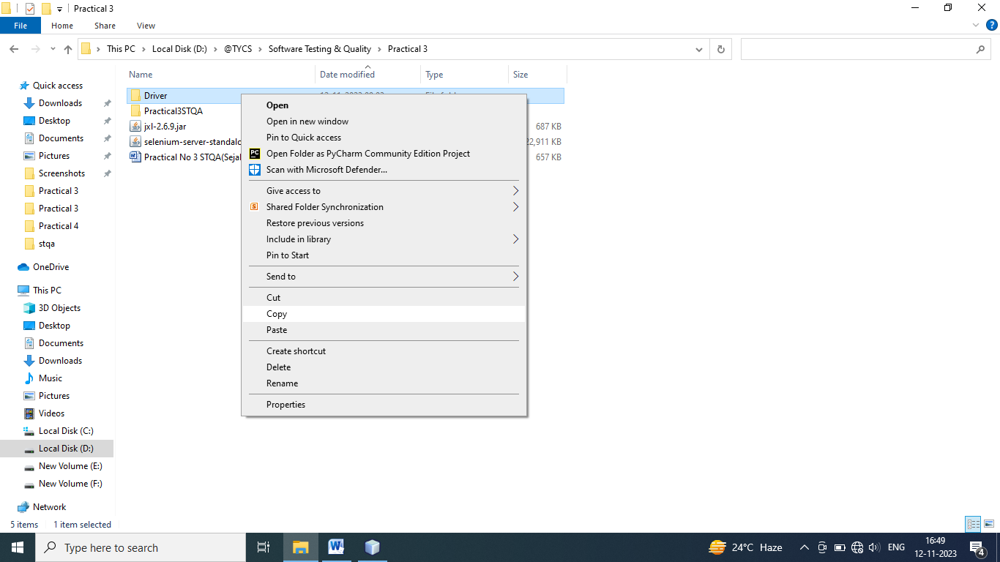 Practical 3
File Home Share View
This PC Local Disk (D:) @TYCS Software Testing & Quality Practical 3
Name Date modified Type Size
Quick access
Downloads
Desktop
Documents
Pictures
Screenshots
Practical 3
Practical 3
Practical 4
stqa
OneDrive
This PC
3D Objects
Desktop
Documents
Downloads
Music
Pictures
Videos
Local Disk (C:)
Local Disk (D:)
New Volume (E:)
New Volume (F:)
Network
Driver
Practical3STQA
jxl-2.6.9.jar 687 KB
selenium-server-standalo 22,911 KB
Practical No 3 STQA(Sejal 657 KB
Open
Open in new window
Pin to Quick access
PC Open Folder as PyCharm Community Edition Project
Scan with Microsoft Defender...
Give access to
S Shared Folder Synchronization
Restore previous versions
Include in library
Pin to Start
Send to
Cut
Copy
Paste
Create shortcut
Delete
Rename
Properties
5 items 1 item selected
Type here to search
24°C Haze
ENG
16:49
12-11-2023
4